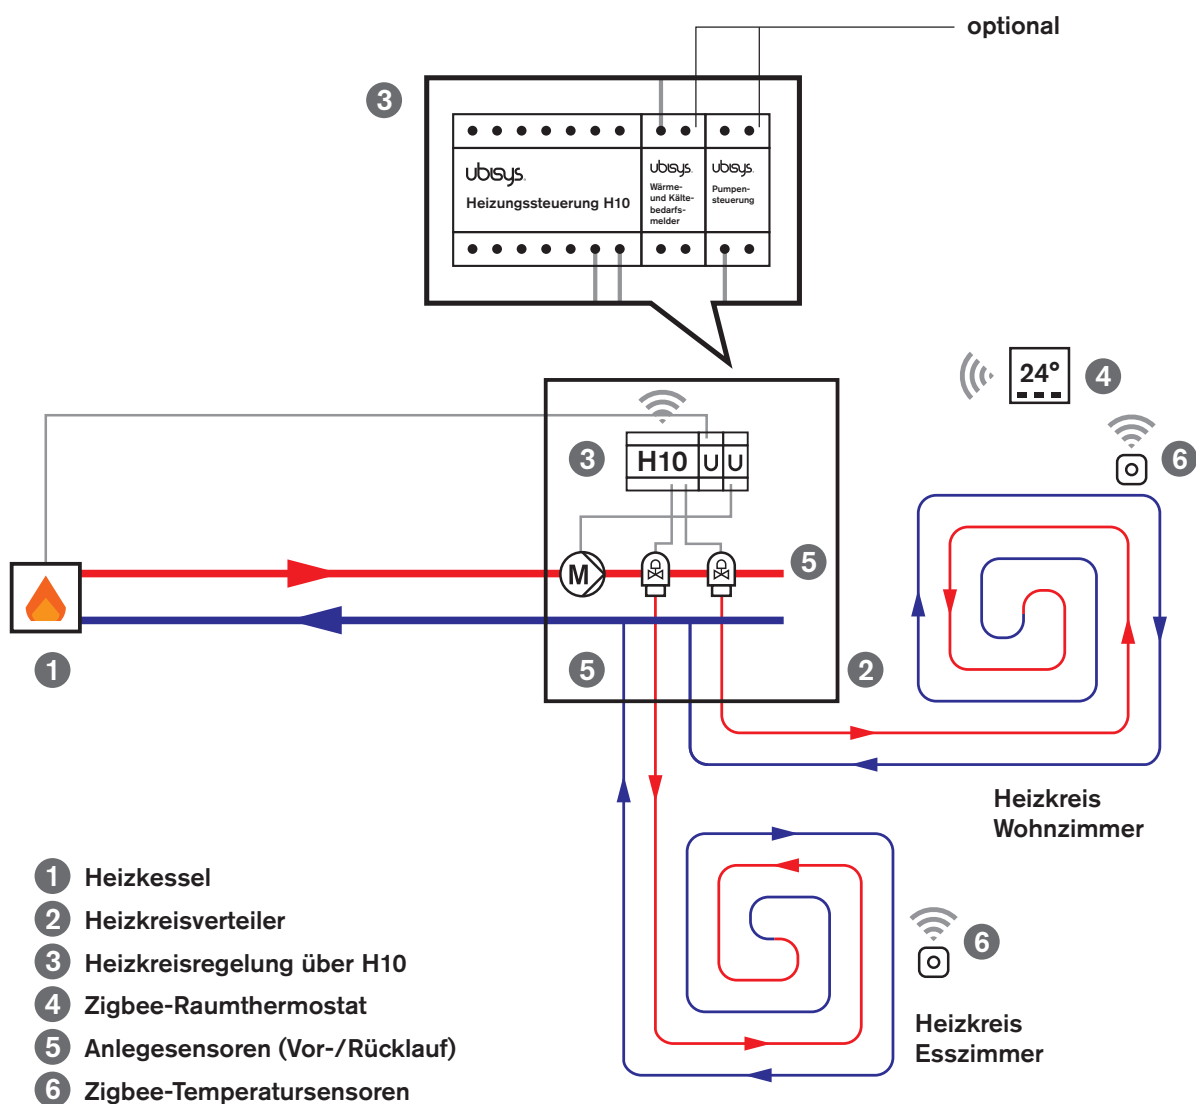 optional
3
ubisys.
Heizungssteuerung H10
ubisys.
Wärme-
und Kälte-
bedarfs-
melder
ubisys.
Pumpen-
steuerung
24°
4
6
3
H10
U
U
M
5
1
5
2
Heizkreis
Wohnzimmer
6
Heizkreis
Esszimmer
1 Heizkessel
2 Heizkreisverteiler
3 Heizkreisregelung über H10
4 Zigbee-Raumthermostat
5 Anlegesensoren (Vor-/Rücklauf)
6 Zigbee-Temperatursensoren